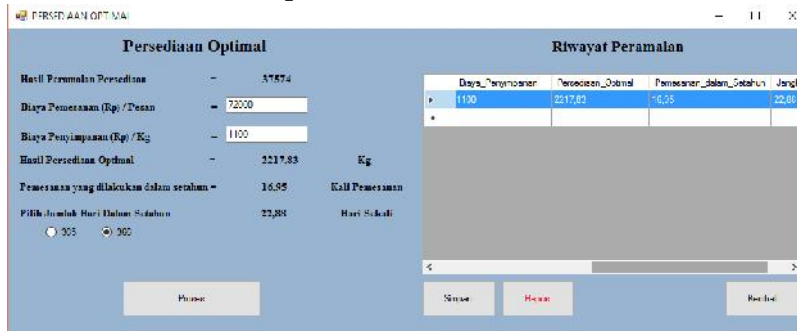 PERSEDIAAN OPTIMAL
Persediaan Optimal
Hasil Peramalan Persediaan = 37574
Biaya Pemesanan (Rp) / Pesan = 72000
Biaya Penyimpanan (Rp) / Kg = 1100
Hasil Persediaan Optimal = 2217,83 Kg
Pemesanan yang dilakukan dalam setahun = 16,95 Kali Pemesanan
Pilih Jumlah Hari Dalam Setahun 22,88 Hari Sekali
Proses
Riwayat Peramalan
Biaya_Penyimpanan Persediaan_Optimal Pemesanan_dalam_Setahun Jangl
1100 2217,83 16,95 22,88
Simpan Hapus Kembali